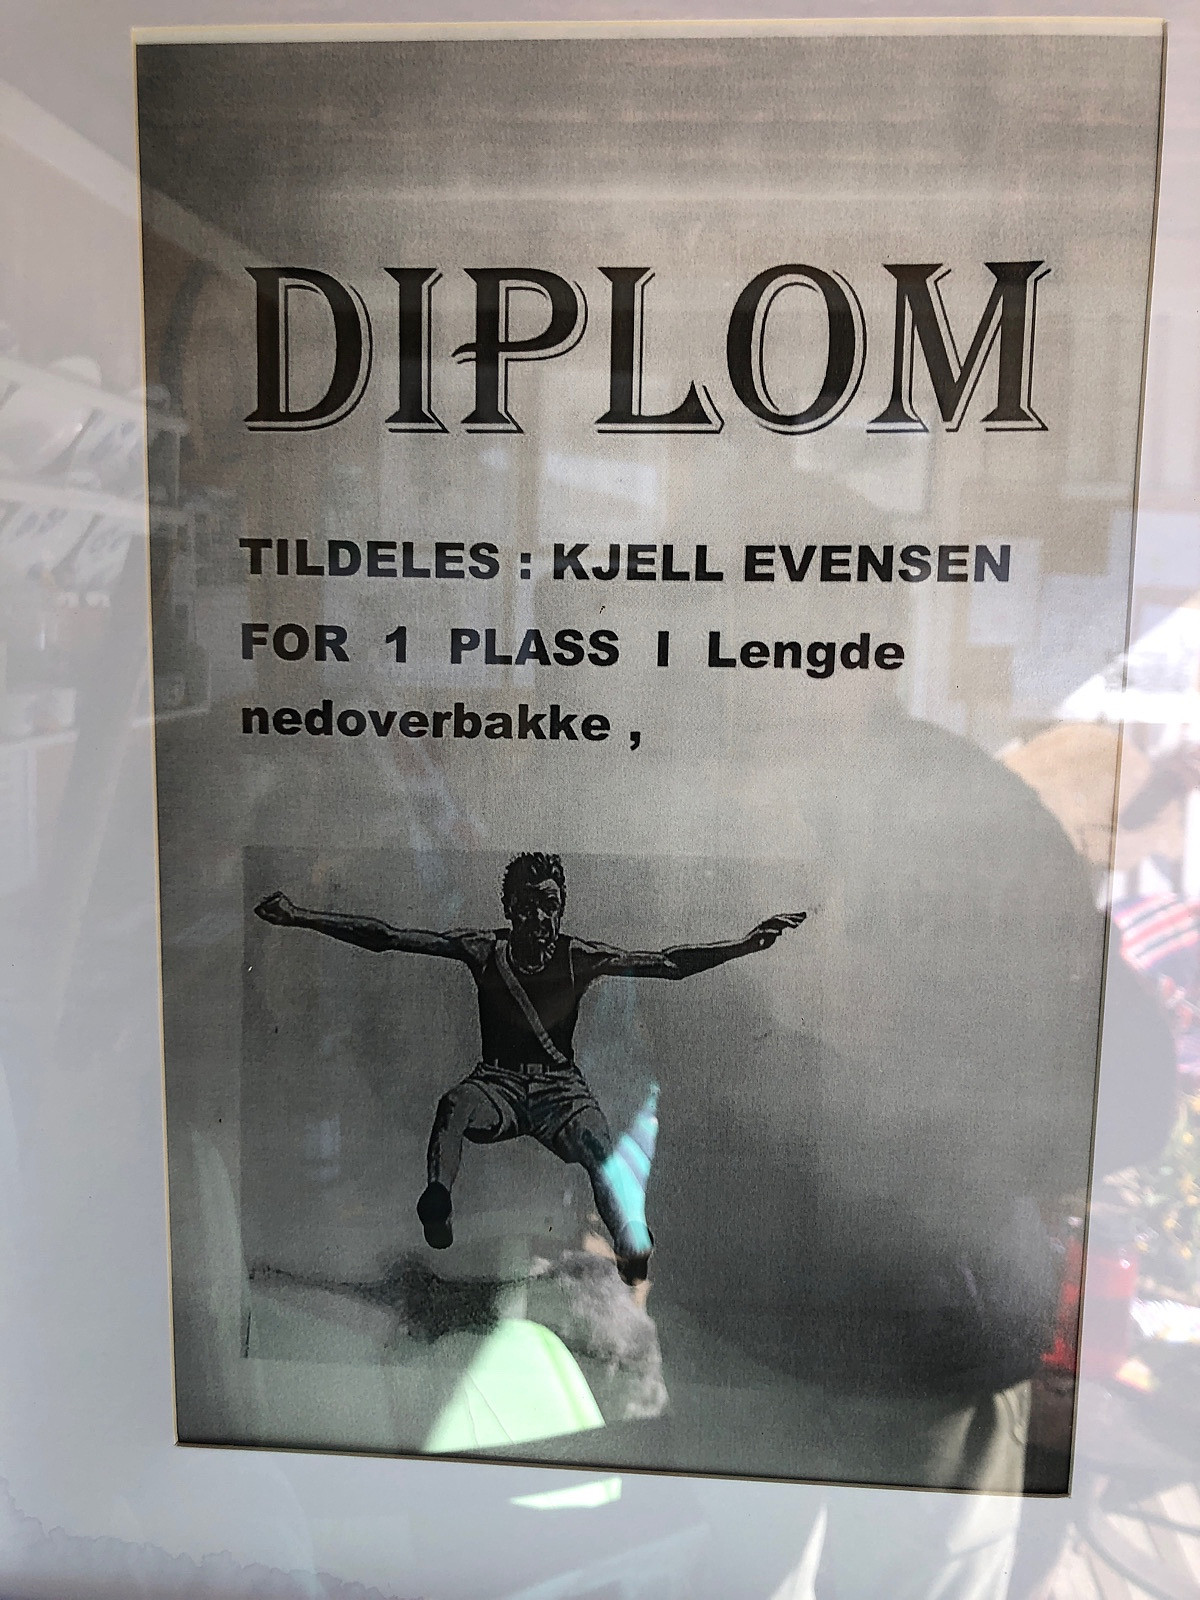 DIPLOM
TILDELES : KJELL EVENSEN
FOR 1 PLASS I Lengde
nedoverbakke ,